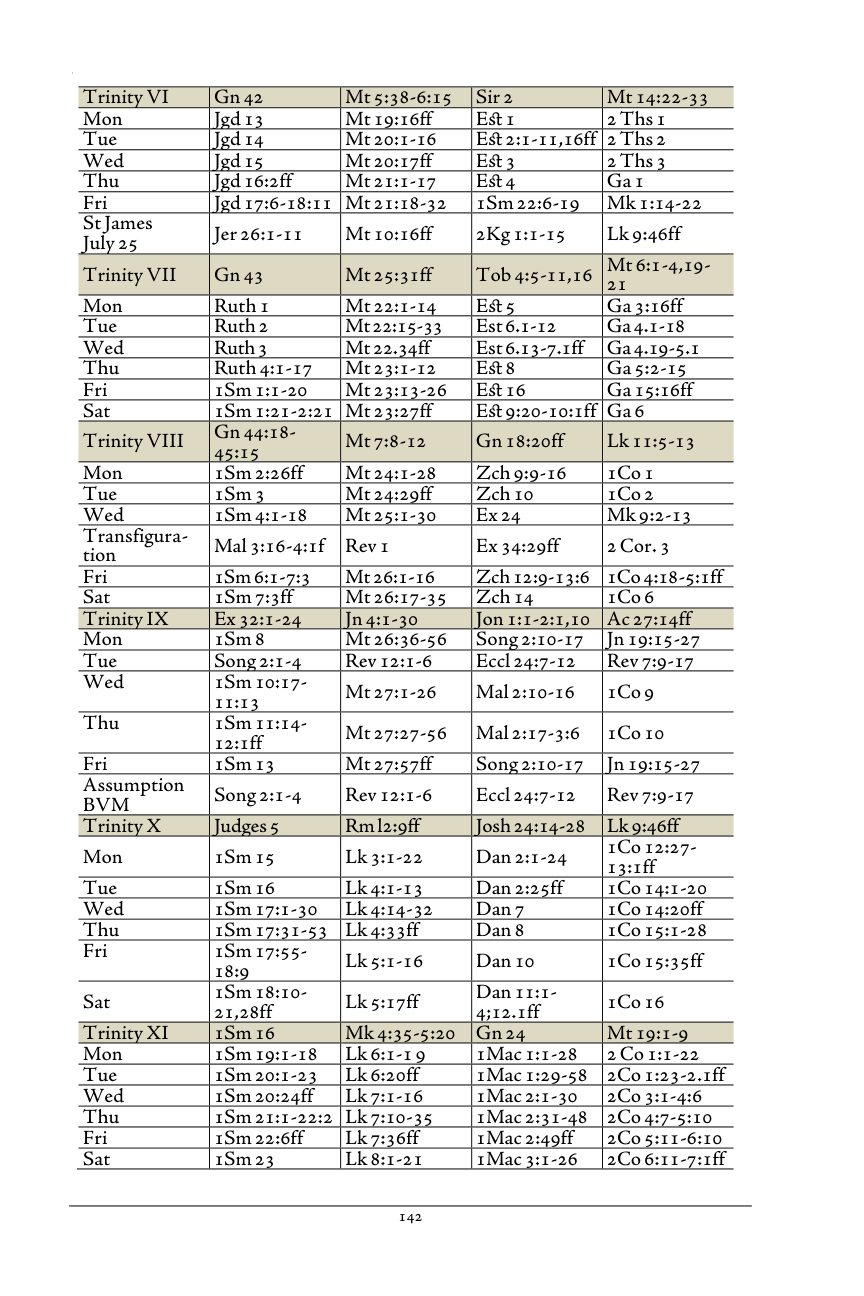 Trinity VI Gn 42 Mt 5:38-6:15 Sir 2 Mt 14:22-33
Mon Jgd 13 Mt 19:16ff Est 1 2 Ths 1
Tue Jgd 14 Mt 20:1-16 Est 2:1-11,16ff 2 Ths 2
Wed Jgd 15 Mt 20:17ff Est 3 2 Ths 3
Thu Jgd 16:2ff Mt 21:1-17 Est 4 Ga 1
Fri Jgd 17:6-18:11 Mt 21:18-32 1Sm 22:6-19 Mk 1:14-22
St James
July 25 Jer 26:1-11 Mt 10:16ff 2Kg 1:1-15 Lk 9:46ff
Trinity VII Gn 43 Mt 25:31ff Tob 4:5-11,16 Mt 6:1-4,19-
21
Mon Ruth 1 Mt 22:1-14 Est 5 Ga 3:16ff
Tue Ruth 2 Mt22:15-33 Est 6.1-12 Ga 4.1-18
Wed Ruth 3 Mt 22.34ff Est 6.13-7.1ff Ga 4.19-5.1
Thu Ruth 4:1-17 Mt 23:1-12 Est 8 Ga 5:2-15
Fri 1Sm 1:1-20 Mt 23:13-26 Est 16 Ga 15:16ff
Sat 1Sm 1:21-2:21 Mt 23:27ff Est 9:20-10:1ff Ga 6
Trinity VIII Gn 44:18-
45:15 Mt 7:8-12 Gn 18:20ff Lk 11:5-13
Mon 1Sm 2:26ff Mt 24:1-28 Zch 9:9-16 1Co 1
Tue 1Sm 3 Mt 24:29ff Zch 10 1Co 2
Wed 1Sm 4:1-18 Mt 25:1-30 Ex 24 Mk 9:2-13
Transfigura-
tion Mal 3:16-4:1f Rev 1 Ex 34:29ff 2 Cor. 3
Fri 1Sm 6:1-7:3 Mt 26:1-16 Zch 12:9-13:6 1Co 4:18-5:1ff
Sat 1Sm 7:3ff Mt 26:17-35 Zch 14 1Co 6
Trinity IX Ex 32:1-24 Jn 4:1-30 Jon 1:1-2:1,10 Ac 27:14ff
Mon 1Sm 8 Mt 26:36-56 Song 2:10-17 Jn 19:15-27
Tue Song 2:1-4 Rev 12:1-6 Eccl 24:7-12 Rev 7:9-17
Wed 1Sm 10:17-
11:13 Mt 27:1-26 Mal 2:10-16 1Co 9
Thu 1Sm 11:14-
12:1ff Mt 27:27-56 Mal 2:17-3:6 1Co 10
Fri 1Sm 13 Mt 27:57ff Song 2:10-17 Jn 19:15-27
Assumption
BVM Song 2:1-4 Rev 12:1-6 Eccl 24:7-12 Rev 7:9-17
Trinity X Judges 5 Rm l2:9ff Josh 24:14-28 Lk 9:46ff
Mon 1Sm 15 Lk 3:1-22 Dan 2:1-24 1Co 12:27-
13:1ff
Tue 1Sm 16 Lk 4:1-13 Dan 2:25ff 1Co 14:1-20
Wed 1Sm 17:1-30 Lk 4:14-32 Dan 7 1Co 14:20ff
Thu 1Sm 17:31-53 Lk 4:33ff Dan 8 1Co 15:1-28
Fri 1Sm 17:55-
18:9 Lk 5:1-16 Dan 10 1Co 15:35ff
Sat 1Sm 18:10-
21,28ff Lk 5:17ff Dan 11:1-
4;12.1ff 1Co 16
Trinity XI 1Sm 16 Mk 4:35-5:20 Gn 24 Mt 19:1-9
Mon 1Sm 19:1-18 Lk 6:1-1 9 1Mac 1:1-28 2 Co 1:1-22
Tue 1Sm 20:1-23 Lk 6:20ff 1Mac 1:29-58 2Co 1:23-2.1ff
Wed 1Sm 20:24ff Lk 7:1-16 1Mac 2:1-30 2Co 3:1-4:6
Thu 1Sm 21:1-22:2 Lk 7:10-35 1Mac 2:31-48 2Co 4:7-5:10
Fri 1Sm 22:6ff Lk 7:36ff 1Mac 2:49ff 2Co 5:11-6:10
Sat 1Sm 23 Lk 8:1-21 1Mac 3:1-26 2Co 6:11-7:1ff
142